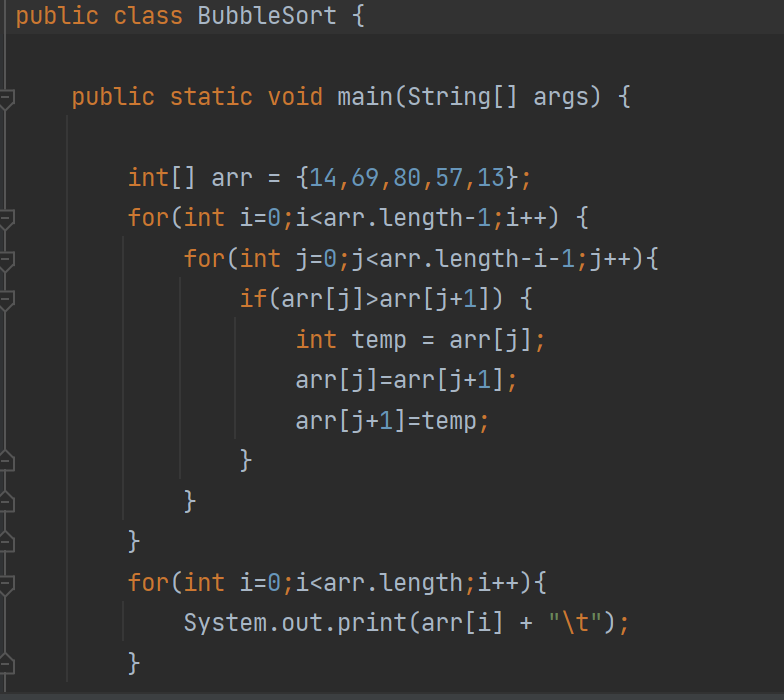 public class BubbleSort {
public static void main(String[] args) {
int[] arr = {14,69,80,57,13};
for(int i=0;i<arr.length-1;i++) {
for(int j=0;j<arr.length-i-1;j++){
if(arr[j]>arr[j+1]) {
int temp = arr[j];
arr[j]=arr[j+1];
arr[j+1]=temp;
}
}
}
for(int i=0;i<arr.length;i++){
System.out.print(arr[i] + "\t");
}